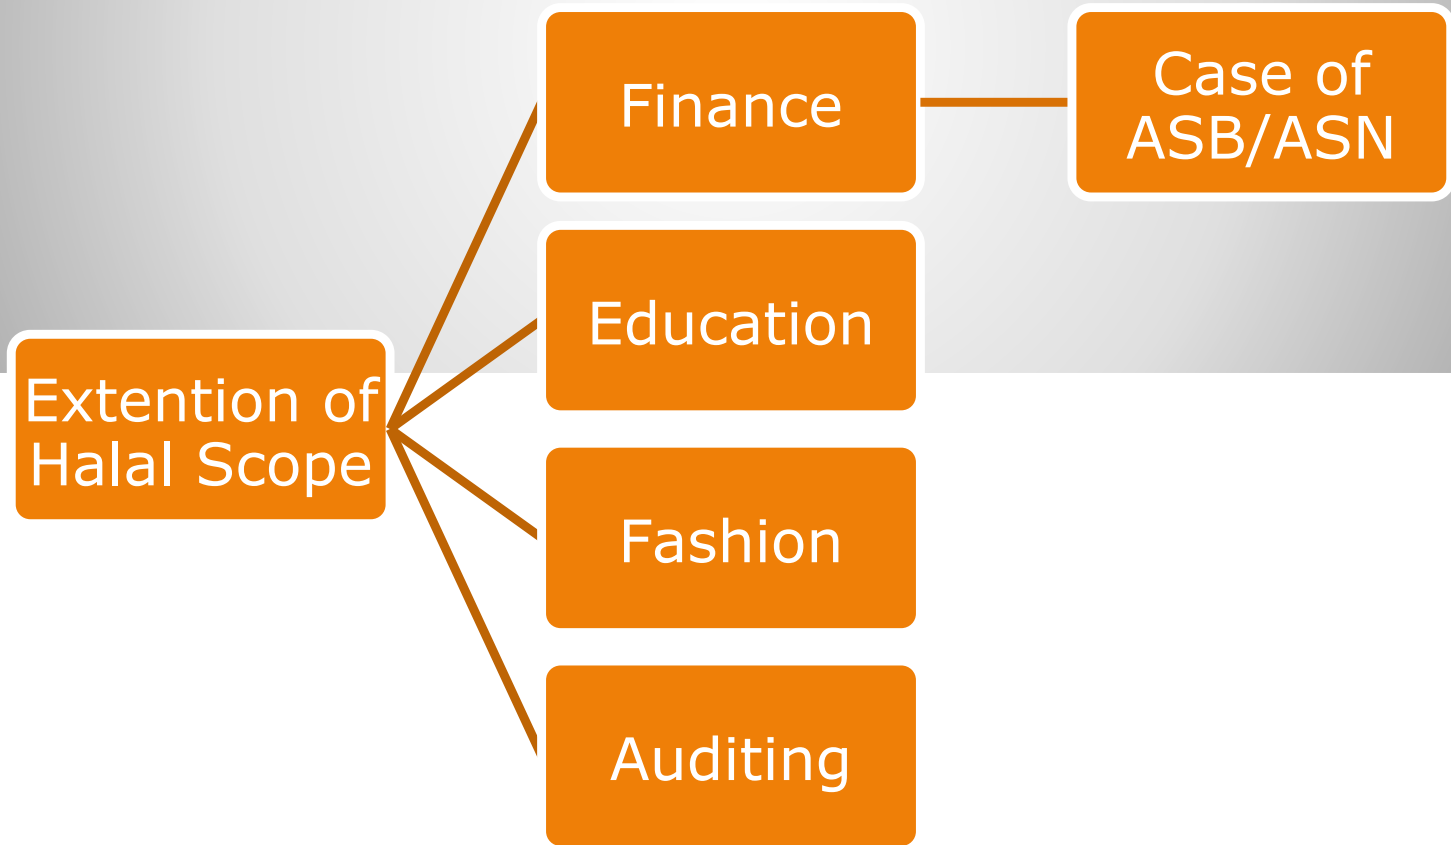 Extention of
Halal Scope
Finance
Case of
ASB/ASN
Education
Fashion
Auditing